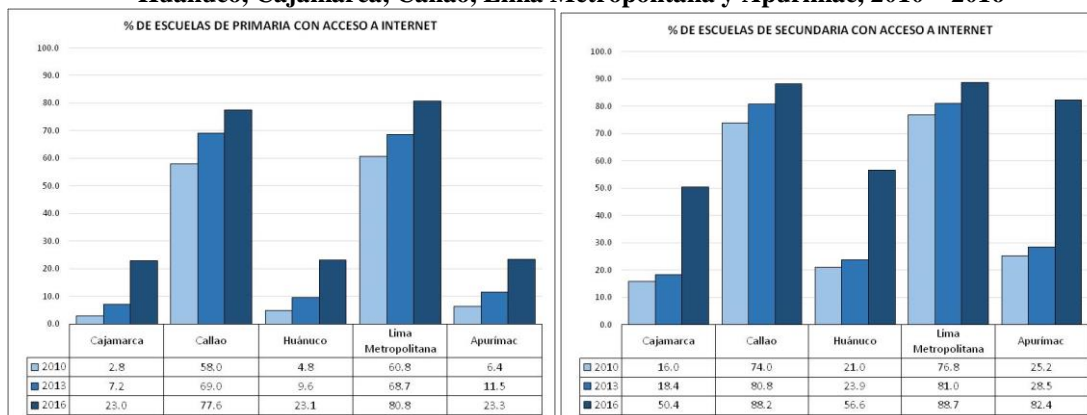 Huánuco, Cajamarca, Callao, Lima Metropolitana y Apurímac, 2010 – 2016
% DE ESCUELAS DE PRIMARIA CON ACCESO A INTERNET
100.0
90.0
80.0
70.0
60.0
50.0
40.0
30.0
20.0
10.0
0.0
Cajamarca Callao Huánuco Lima Metropolitana Apurímac
2010 2.8 58.0 4.8 60.8 6.4
2013 7.2 69.0 9.6 68.7 11.5
2016 23.0 77.6 23.1 80.8 23.3
% DE ESCUELAS DE SECUNDARIA CON ACCESO A INTERNET
100.0
90.0
80.0
70.0
60.0
50.0
40.0
30.0
20.0
10.0
0.0
Cajamarca Callao Huánuco Lima Metropolitana Apurímac
2010 16.0 74.0 21.0 76.8 25.2
2013 18.4 80.8 23.9 81.0 28.5
2016 50.4 88.2 56.6 88.7 82.4